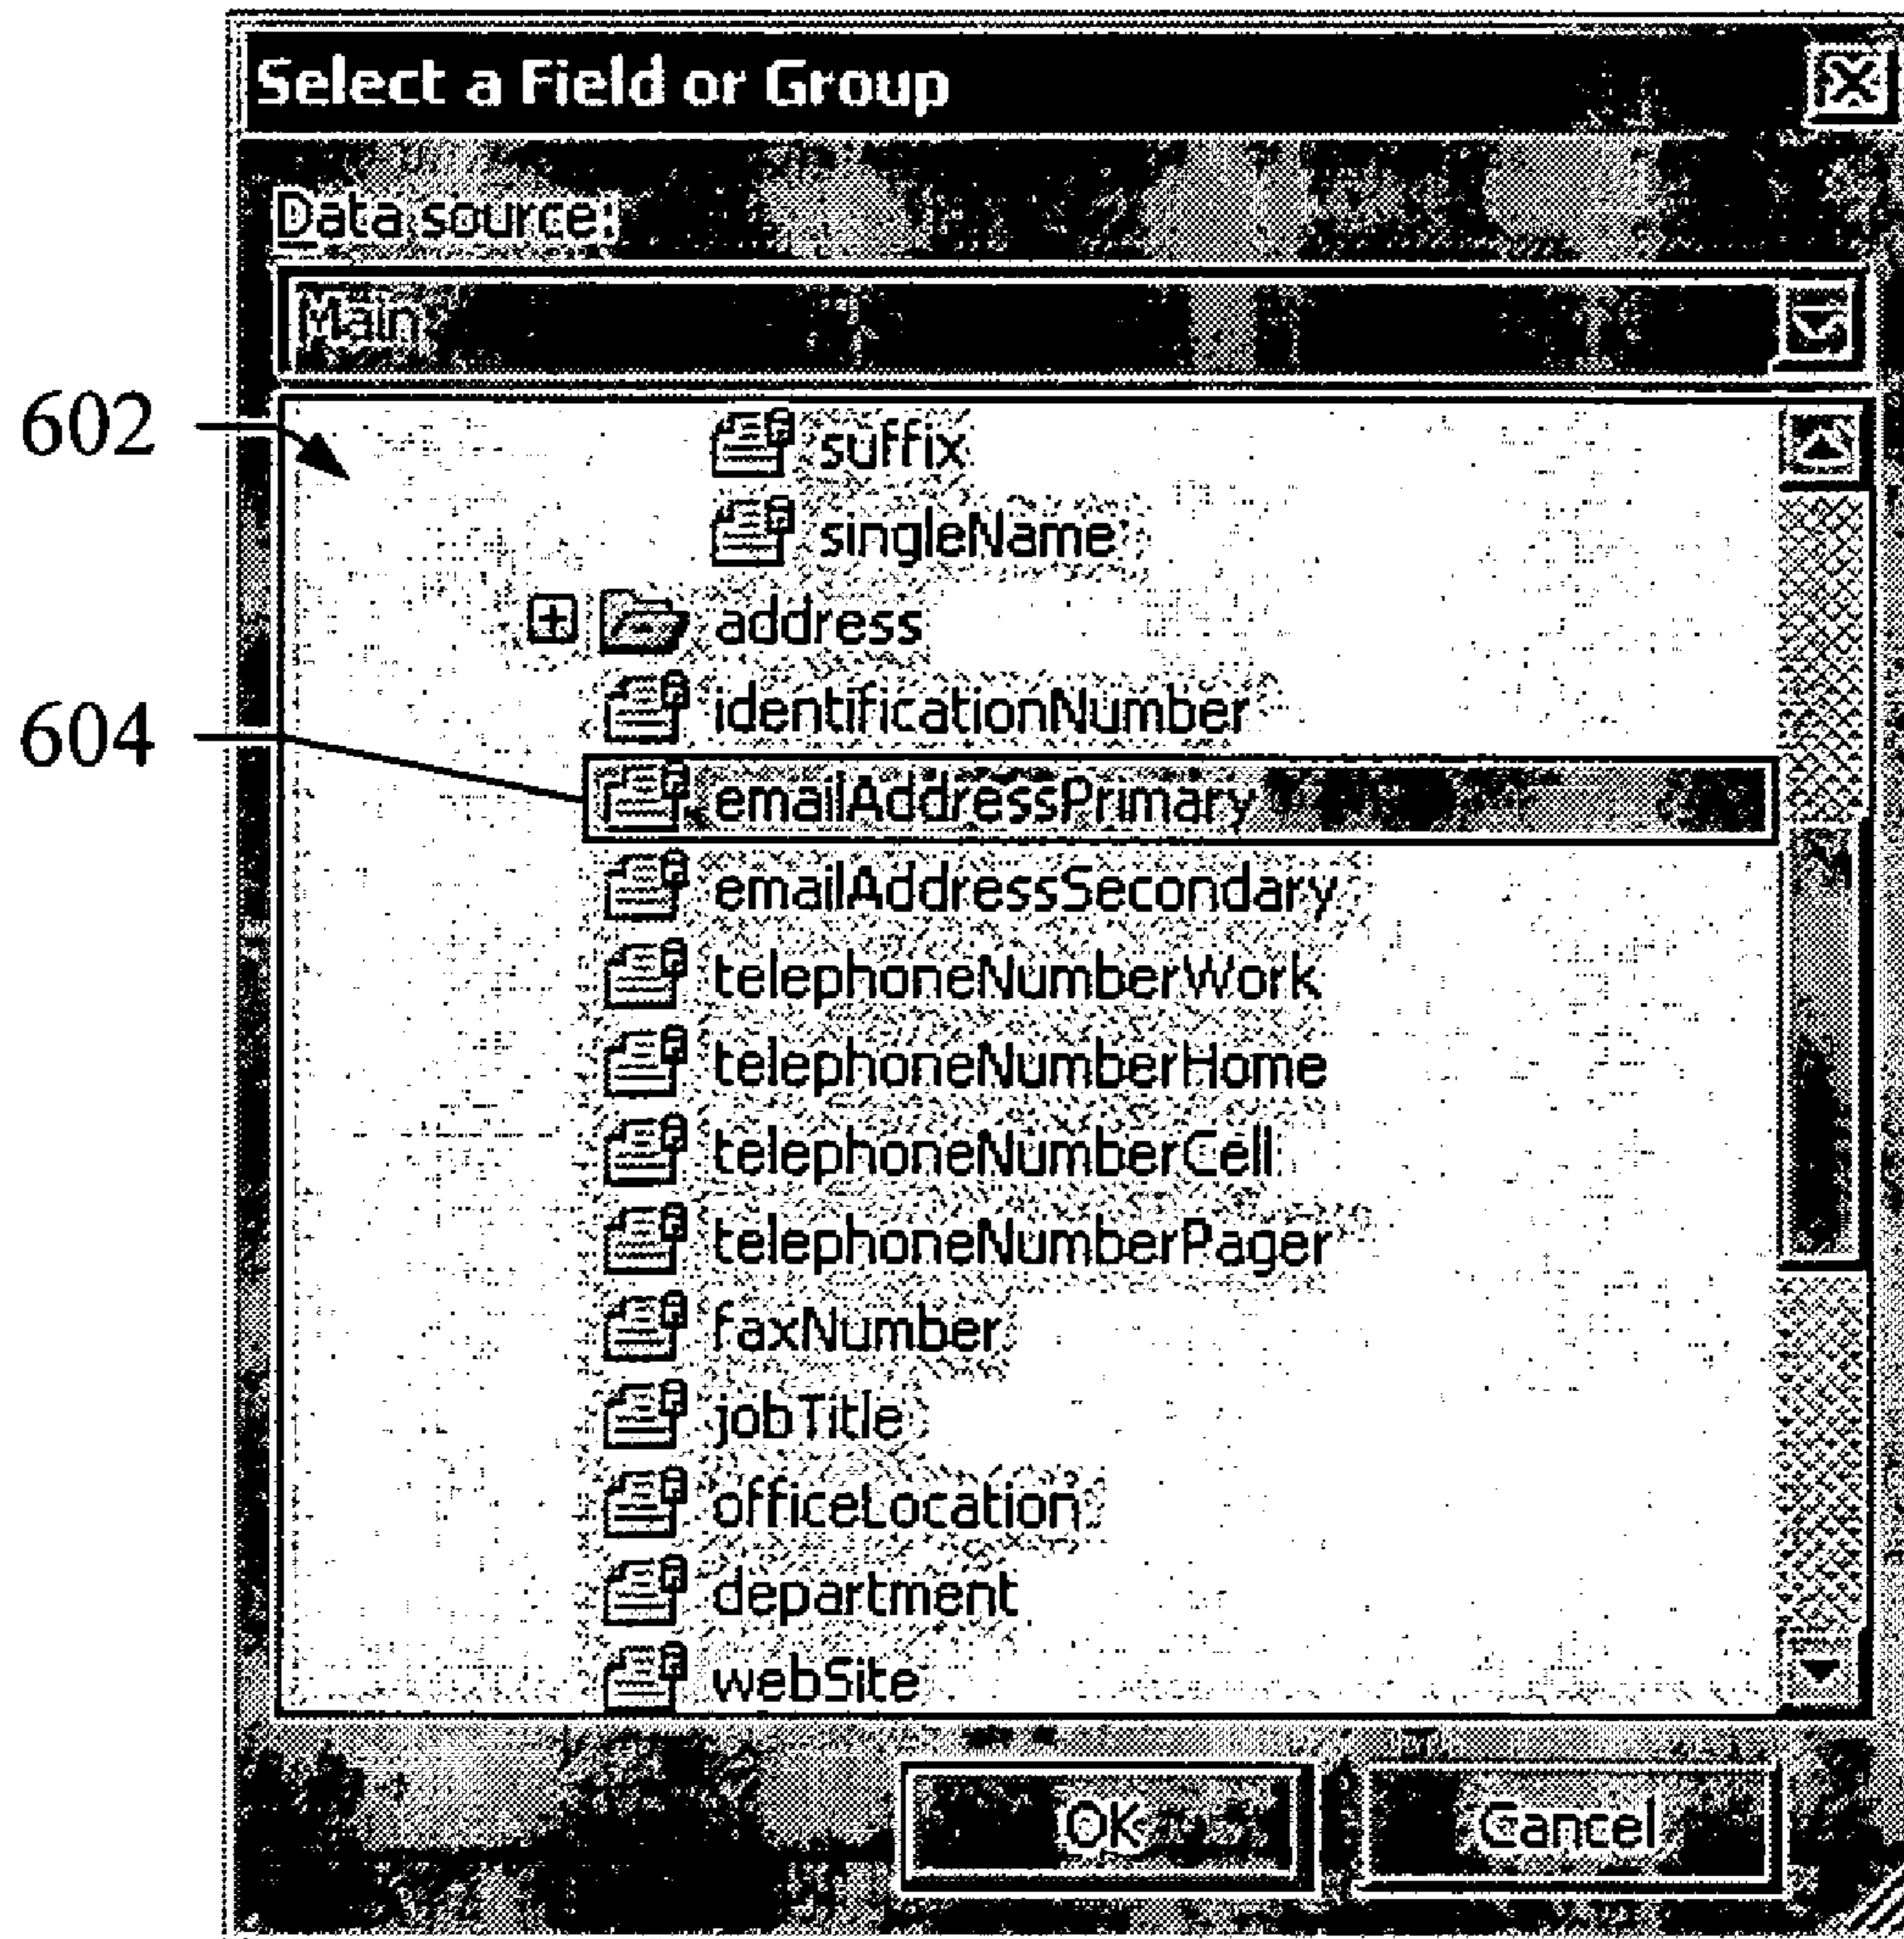 Select a Field or Group
Data source:
Main
602
suffix
singleName
address
identificationNumber
604
emailAddressPrimary
emailAddressSecondary
telephoneNumberWork
telephoneNumberHome
telephoneNumberCell
telephoneNumberPager
faxNumber
jobTitle
officeLocation
department
webSite
OK Cancel